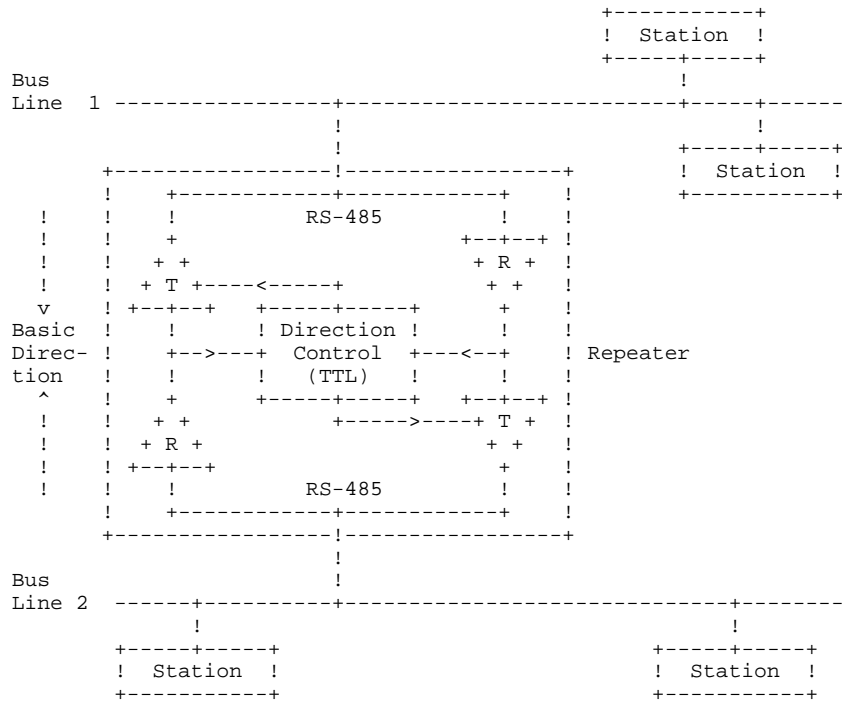 Station
Bus
Line 1
Station
RS-485
R
T
v
Basic
Direction
Direc-
Control
Repeater
tion
(TTL)
^
T
R
RS-485
Bus
Line 2
Station
Station